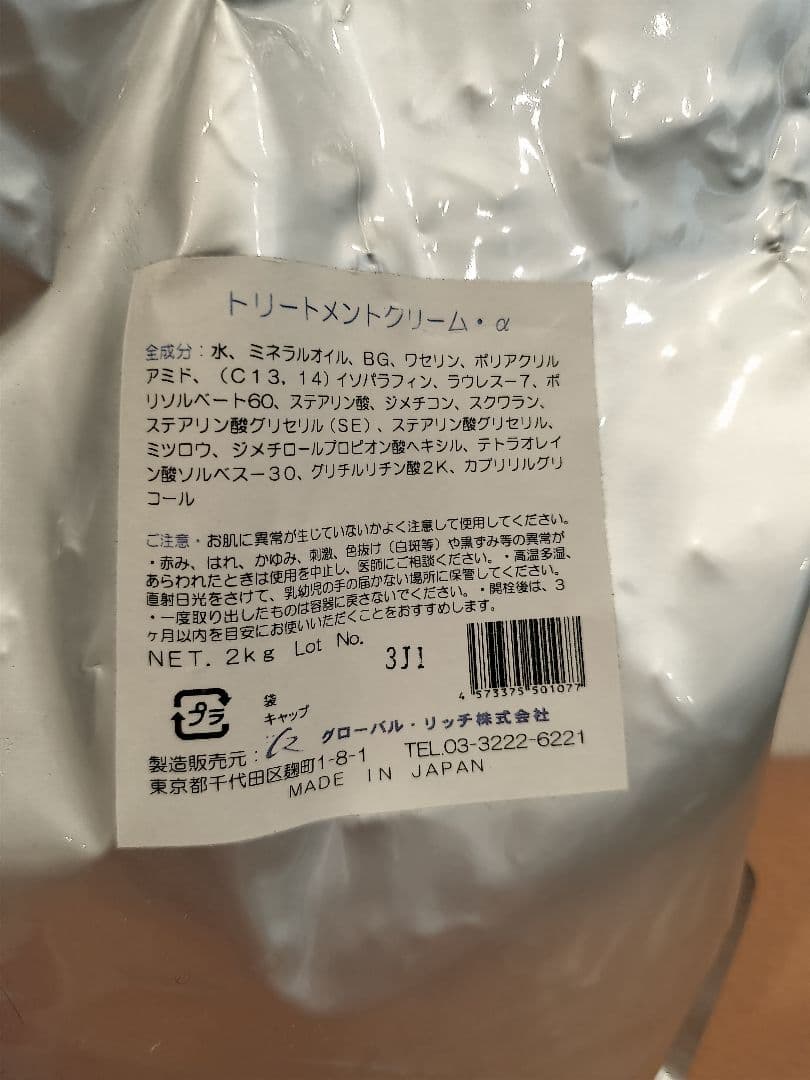 トリートメントクリーム・α
全成分：水、ミネラルオイル、BG、ワセリン、ポリアクリル
アミド、（C13，14）イソパラフィン、ラウレス－7、ポ
リソルベート60、ステアリン酸、ジメチコン、スクワラン、
ステアリン酸グリセリル（SE）、ステアリン酸グリセリル、
ミツロウ、ジメチロールプロピオン酸ヘキシル、テトラオレイ
ン酸ソルベス－30、グリチルリチン酸2K、カプリリルグリ
コール
ご注意・お肌に異常が生じていないかよく注意して使用してください。
・赤み、はれ、かゆみ、刺激、色抜け（白斑等）や黒ずみ等の異常が
あらわれたときは使用を中止し、医師にご相談ください。・高温多湿、
直射日光をさけて、乳幼児の手の届かない場所に保管してください。
・一度取り出したものは容器に戻さないでください。・開栓後は、3
ヶ月以内を目安にお使いいただくことをおすすめします。
NET. 2kg Lot No. 3J1
4 573375 501077
プラ
袋
キャップ
製造販売元：グローバル・リッチ株式会社
東京都千代田区麹町1-8-1 TEL.03-3222-6221
MADE IN JAPAN